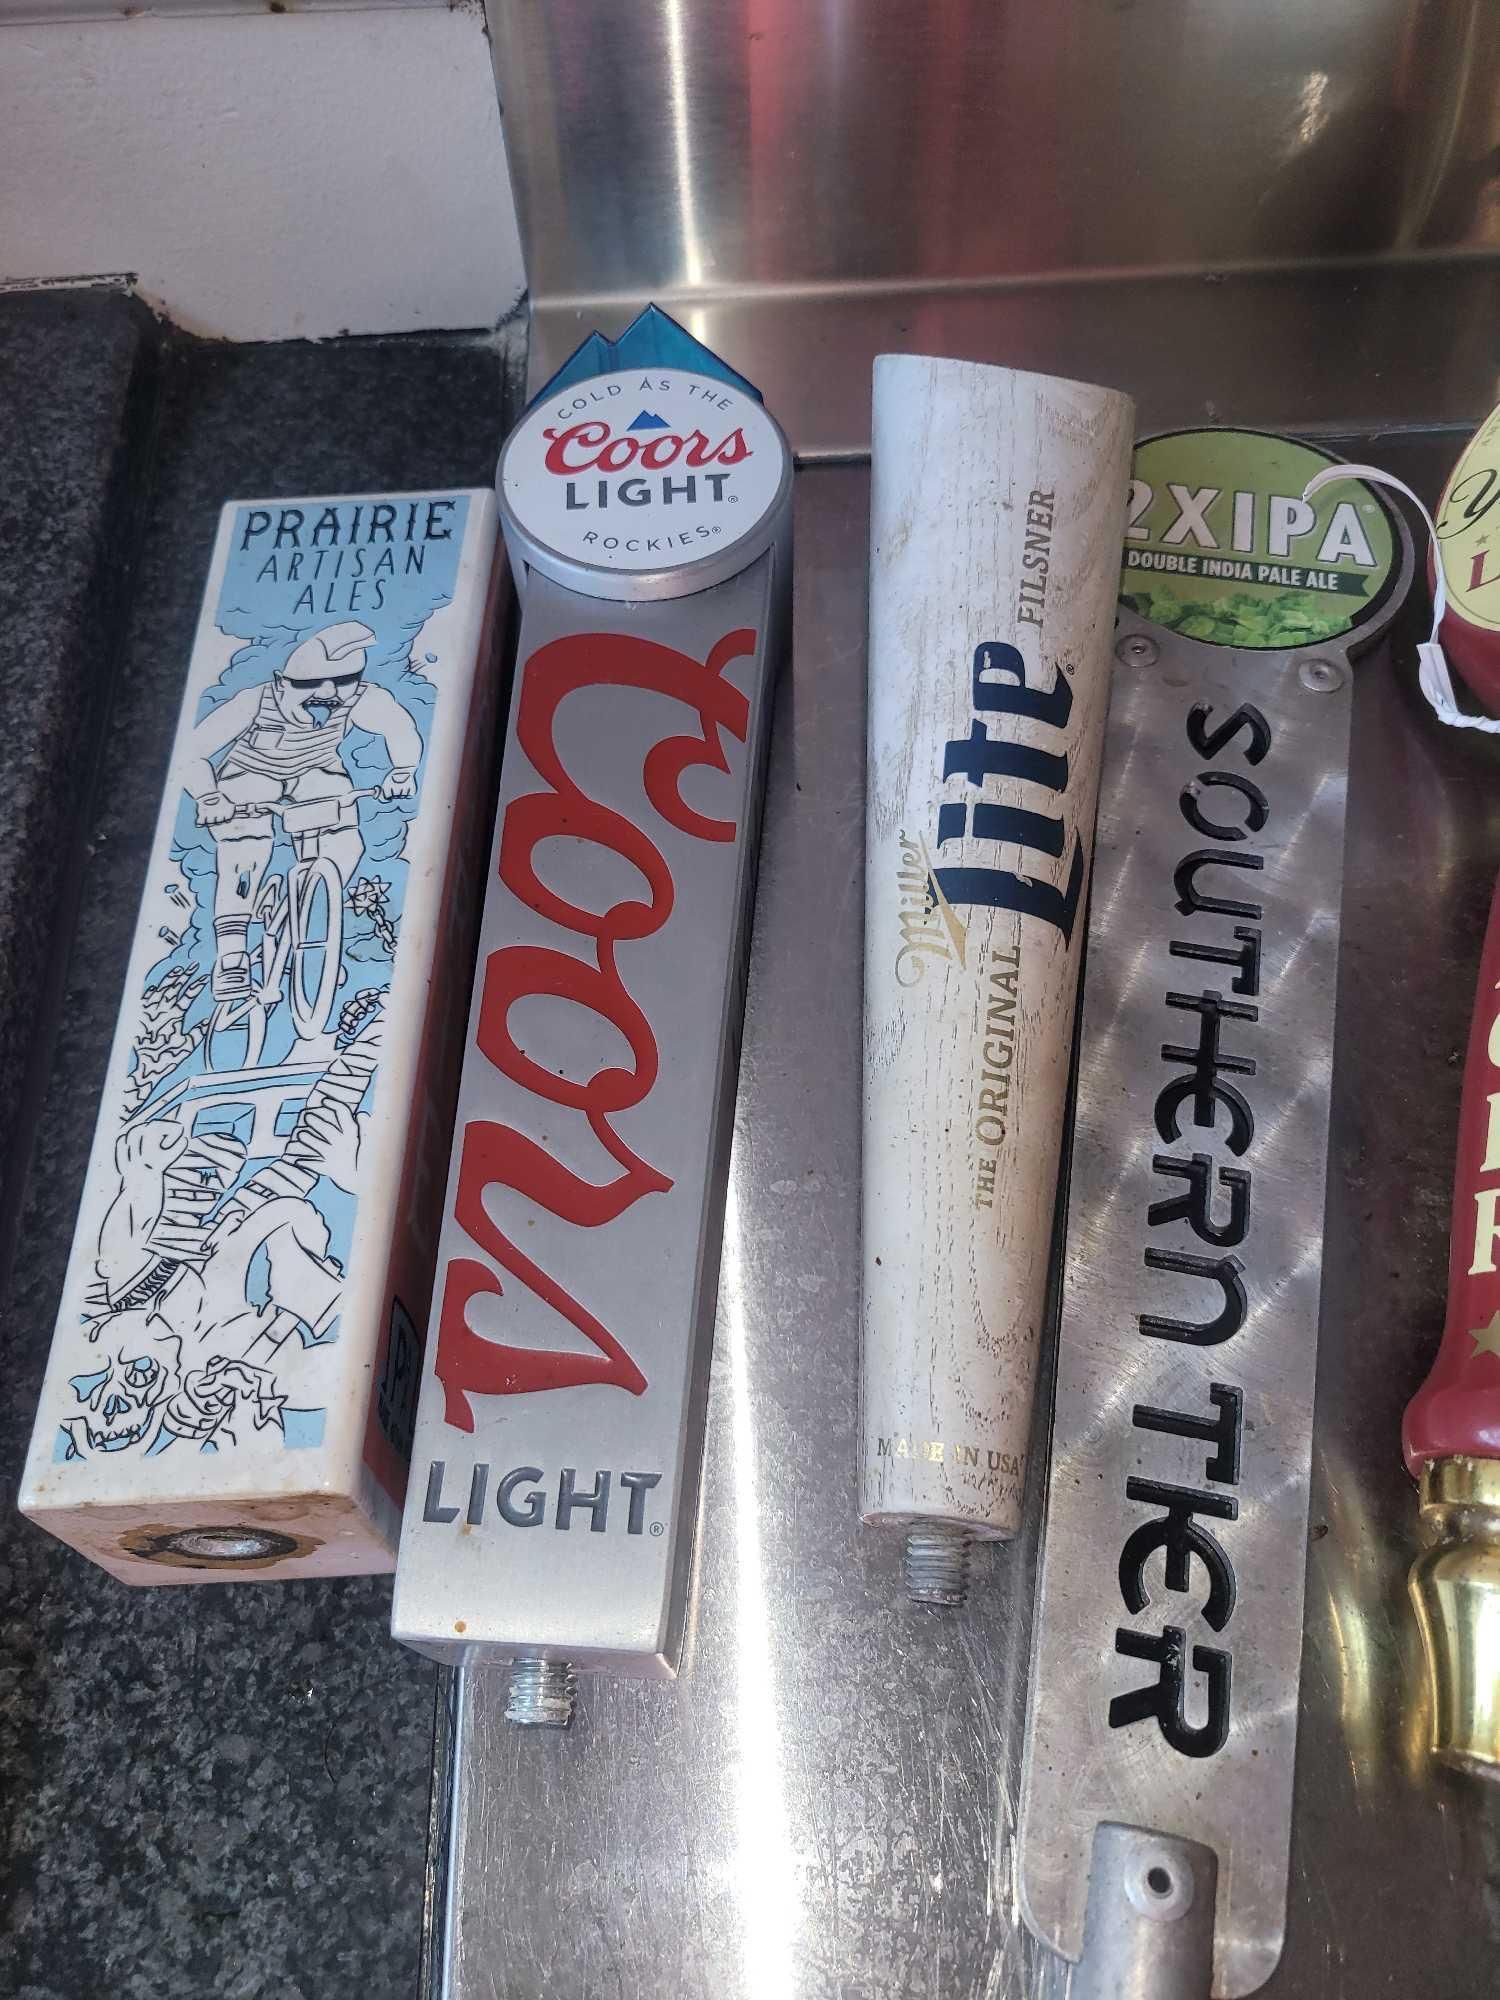 PRAIRIE
ARTISAN
ALES
COLD AS THE
Coors
LIGHT®
ROCKIES®
Coors
LIGHT®
Miller
Lite®
THE ORIGINAL
PILSNER
MADE IN USA
2XIPA®
DOUBLE INDIA PALE ALE
SOUTHERN TIER